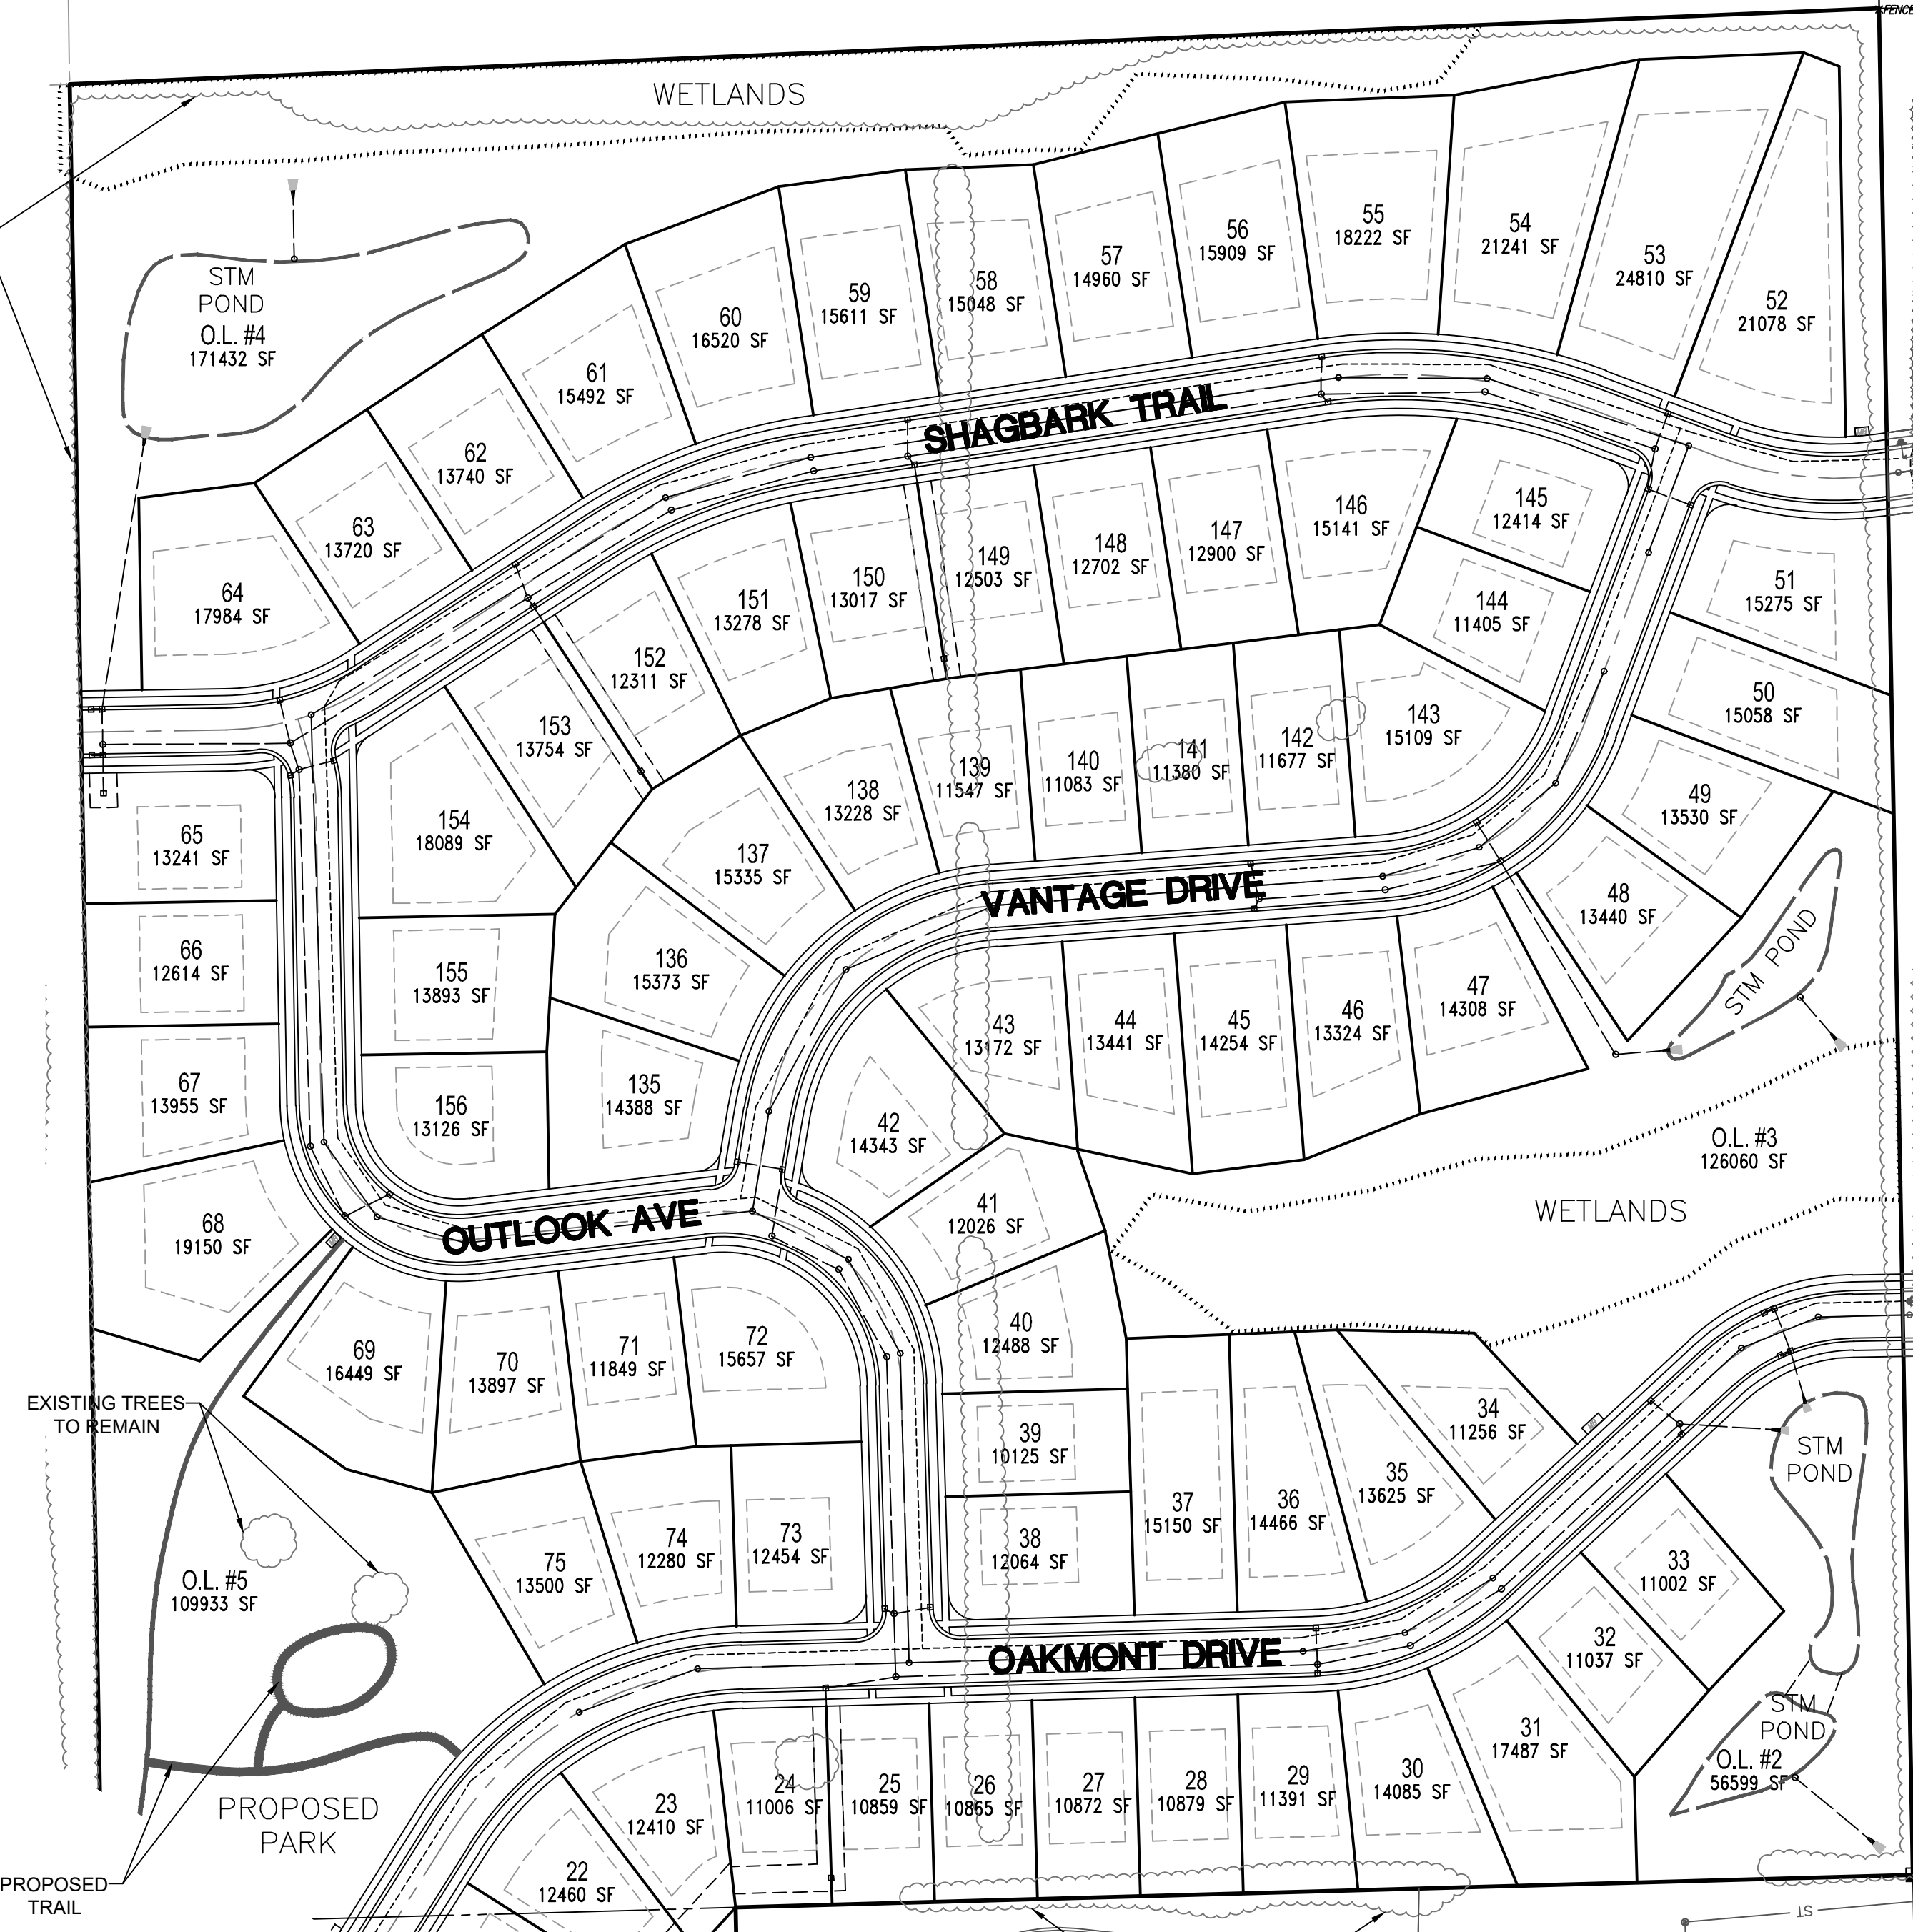 FENCE
WETLANDS
STM
POND
O.L. #4
171432 SF
52
21078 SF
53
24810 SF
54
21241 SF
55
18222 SF
56
15909 SF
57
14960 SF
58
15048 SF
59
15611 SF
60
16520 SF
61
15492 SF
62
13740 SF
63
13720 SF
64
17984 SF
SHAGBARK TRAIL
145
12414 SF
146
15141 SF
147
12900 SF
148
12702 SF
149
12503 SF
150
13017 SF
151
13278 SF
152
12311 SF
153
13754 SF
154
18089 SF
144
11405 SF
51
15275 SF
50
15058 SF
49
13530 SF
48
13440 SF
143
15109 SF
142
11677 SF
141
11380 SF
140
11083 SF
139
11547 SF
138
13228 SF
137
15335 SF
136
15373 SF
135
14388 SF
65
13241 SF
66
12614 SF
67
13955 SF
68
19150 SF
155
13893 SF
156
13126 SF
VANTAGE DRIVE
STM POND
43
13172 SF
44
13441 SF
45
14254 SF
46
13324 SF
47
14308 SF
42
14343 SF
41
12026 SF
O.L. #3
126060 SF
WETLANDS
OUTLOOK AVE
69
16449 SF
70
13897 SF
71
11849 SF
72
15657 SF
40
12488 SF
39
10125 SF
38
12064 SF
37
15150 SF
36
14466 SF
35
13625 SF
34
11256 SF
33
11002 SF
32
11037 SF
STM
POND
EXISTING TREES
TO REMAIN
O.L. #5
109933 SF
75
13500 SF
74
12280 SF
73
12454 SF
OAKMONT DRIVE
STM
POND
O.L. #2
56599 SF
31
17487 SF
30
14085 SF
29
11391 SF
28
10879 SF
27
10872 SF
26
10865 SF
25
10859 SF
24
11006 SF
23
12410 SF
22
12460 SF
PROPOSED
PARK
PROPOSED
TRAIL
ST